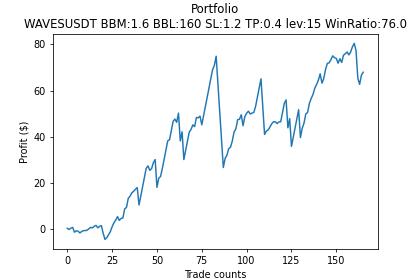 Portfolio
WAVESUSDT BBM:1.6 BBL:160 SL:1.2 TP:0.4 lev:15 WinRatio:76.0
80
60
40
20
0
Profit ($)
0 25 50 75 100 125 150
Trade counts